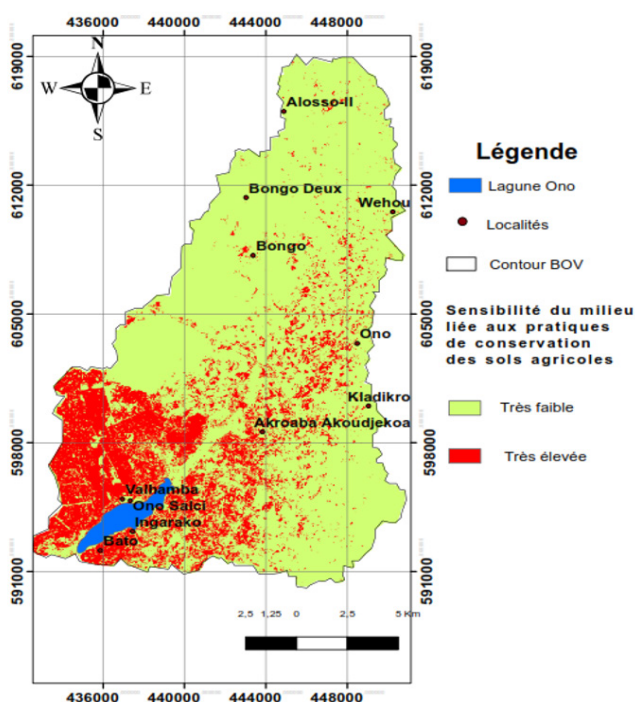 436000 440000 444000 448000
619000 619000
N
W E
S
Alosso-II
Légende
612000 612000
Bongo Deux
Lagune Ono
Wehou
Localités
Bongo
Contour BOV
605000 605000
Sensibilité du milieu
liée aux pratiques
de conservation
des sols agricoles
Ono
Kladikro
Très faible
Akroaba Akoudjekoa
598000 598000
Très élevée
Valhamba
Ono Salci
Ingarako
Bato
591000 591000
2,5 1,25 0 2,5 5 Km
436000 440000 444000 448000